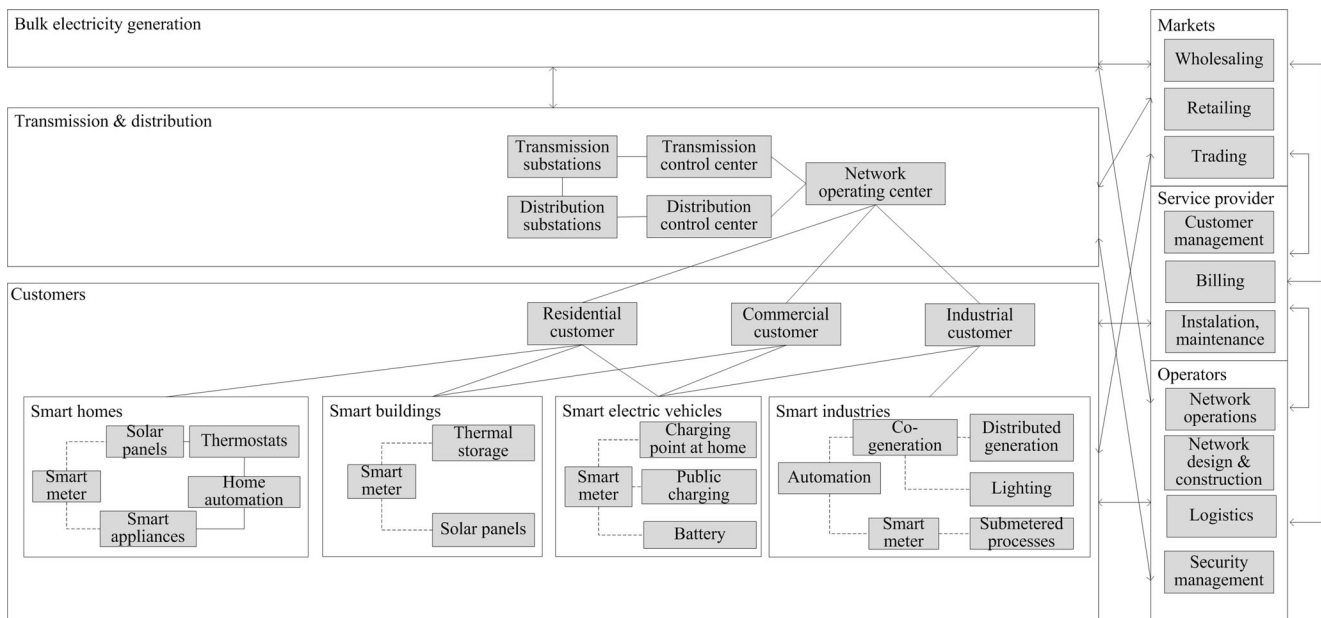 Bulk electricity generation
Transmission & distribution
Transmission
substations
Transmission
control center
Network
operating center
Distribution
substations
Distribution
control center
Customers
Residential
customer
Commercial
customer
Industrial
customer
Smart homes
Solar
panels
Thermostats
Smart
meter
Home
automation
Smart
appliances
Smart buildings
Thermal
storage
Smart
meter
Solar panels
Smart electric vehicles
Charging
point at home
Smart
meter
Public
charging
Battery
Smart industries
Co-
generation
Distributed
generation
Automation
Lighting
Smart
meter
Submetered
processes
Markets
Wholesaling
Retailing
Trading
Service provider
Customer
management
Billing
Instalation,
maintenance
Operators
Network
operations
Network
design &
construction
Logistics
Security
management